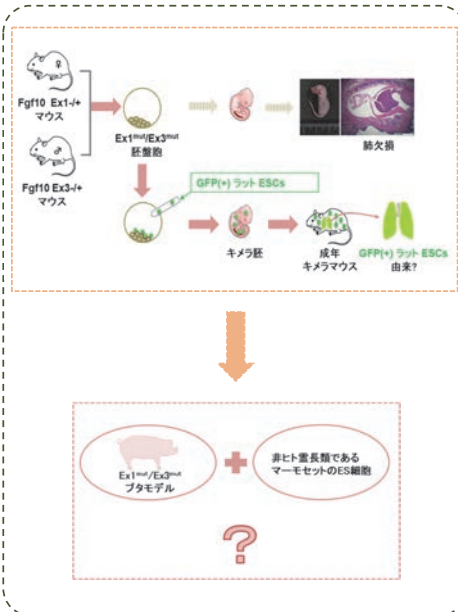 ♀
Fgf10 Ex1-/+
マウス
♂
Fgf10 Ex3-/+
マウス
Ex1mut/Ex3mut
胚盤胞
肺欠損
GFP(+) ラット ESCs
キメラ胚
成年
キメラマウス
GFP(+) ラット ESCs
由来?
Ex1mut/Ex3mut
ブタモデル
非ヒト霊長類である
マーモセットのES細胞
?